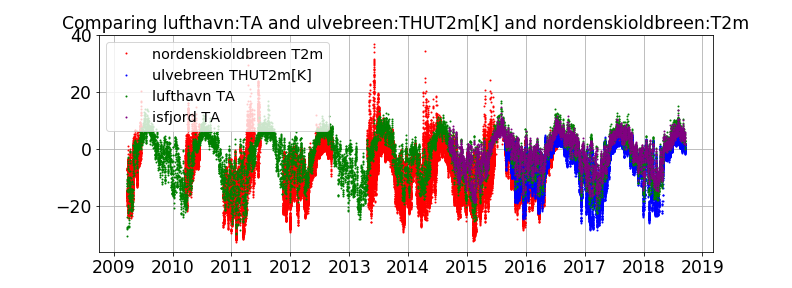 Comparing lufthavn:TA and ulvebreen:THUT2m[K] and nordenskioldbreen:T2m
40
20
0
−20
nordenskioldbreen T2m
ulvebreen THUT2m[K]
lufthavn TA
isfjord TA
2009 2010 2011 2012 2013 2014 2015 2016 2017 2018 2019